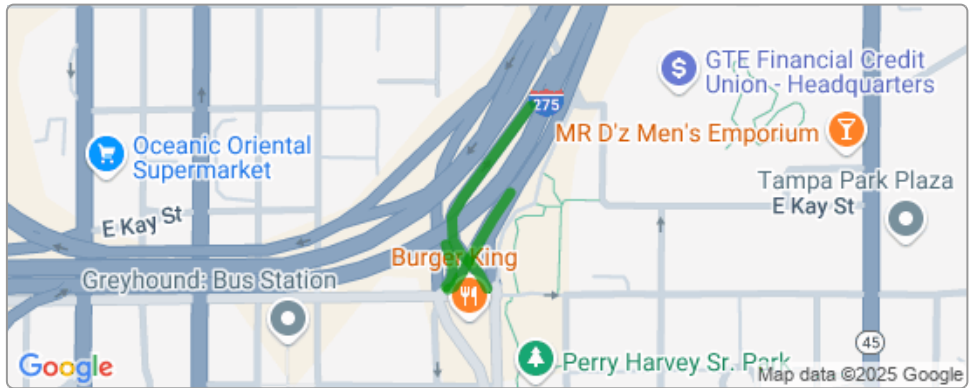 GTE Financial Credit
Union - Headquarters
275
MR D'z Men's Emporium
Oceanic Oriental
Supermarket
Tampa Park Plaza
E Kay St
E Kay St
Burger King
Greyhound: Bus Station
45
Perry Harvey Sr. Park
Google
Map data ©2025 Google